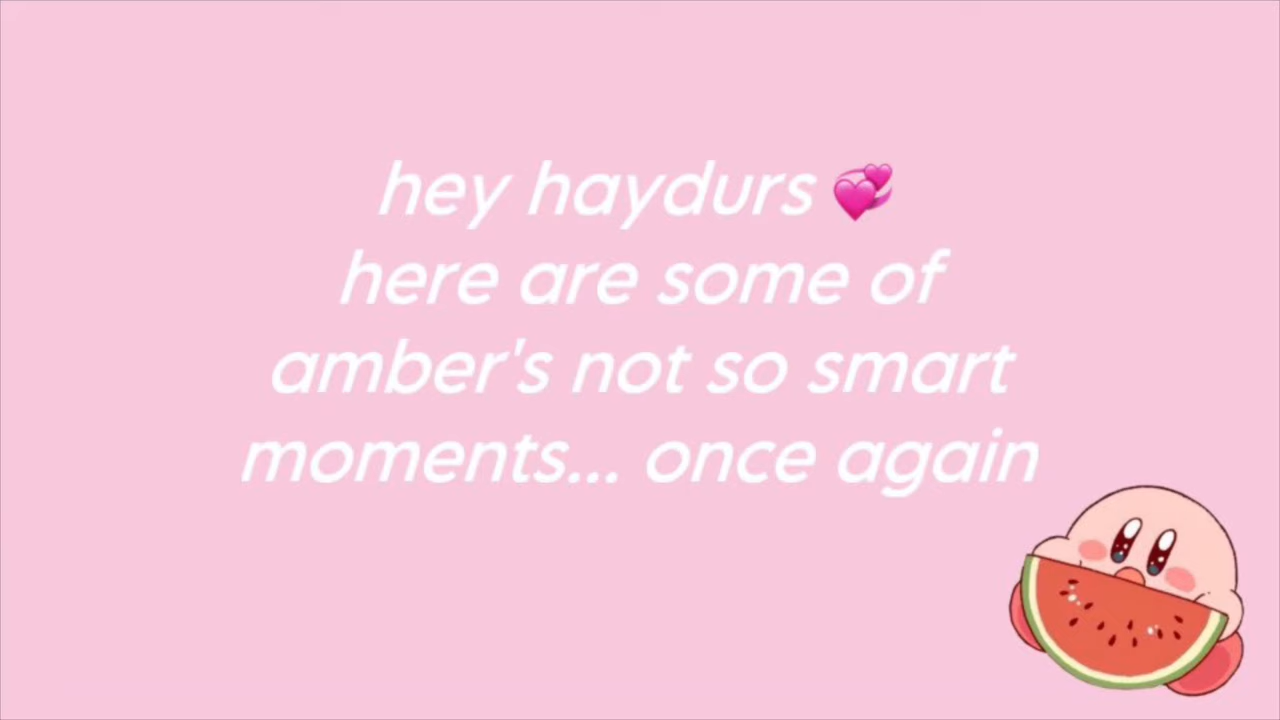 hey haydurs 💞
here are some of
amber's not so smart
moments... once again